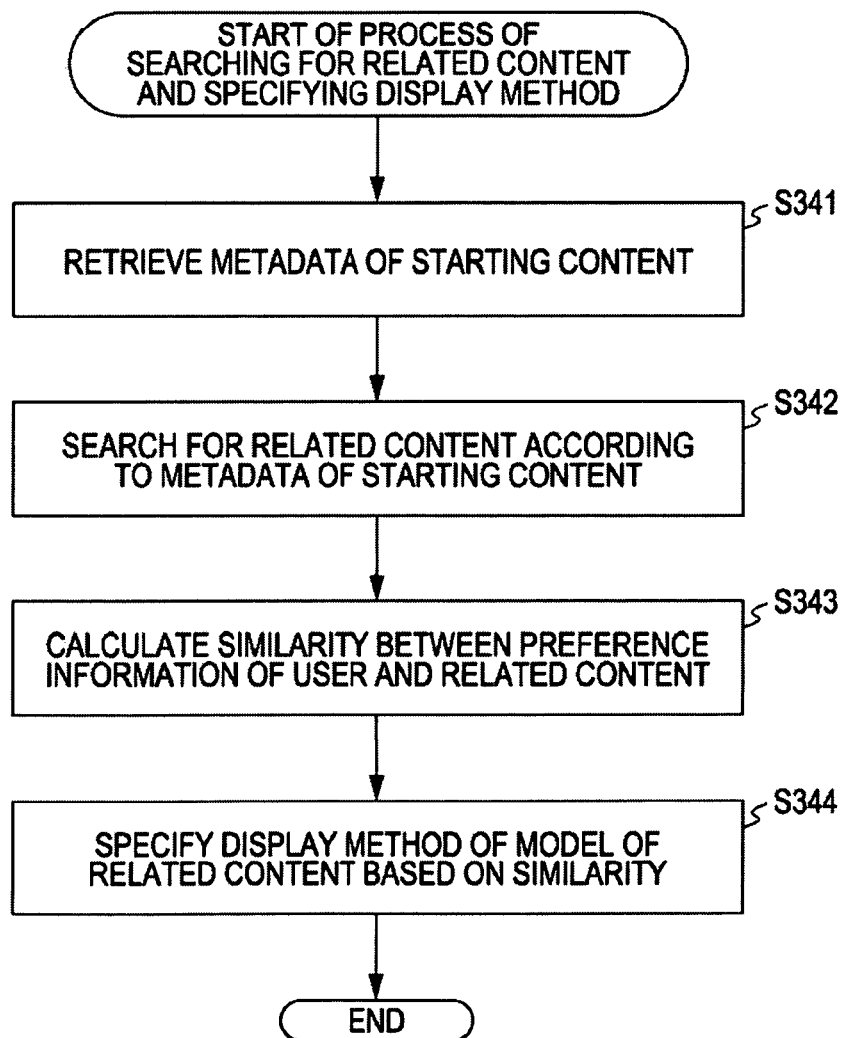 START OF PROCESS OF
SEARCHING FOR RELATED CONTENT
AND SPECIFYING DISPLAY METHOD
S341
RETRIEVE METADATA OF STARTING CONTENT
S342
SEARCH FOR RELATED CONTENT ACCORDING
TO METADATA OF STARTING CONTENT
S343
CALCULATE SIMILARITY BETWEEN PREFERENCE
INFORMATION OF USER AND RELATED CONTENT
S344
SPECIFY DISPLAY METHOD OF MODEL OF
RELATED CONTENT BASED ON SIMILARITY
END